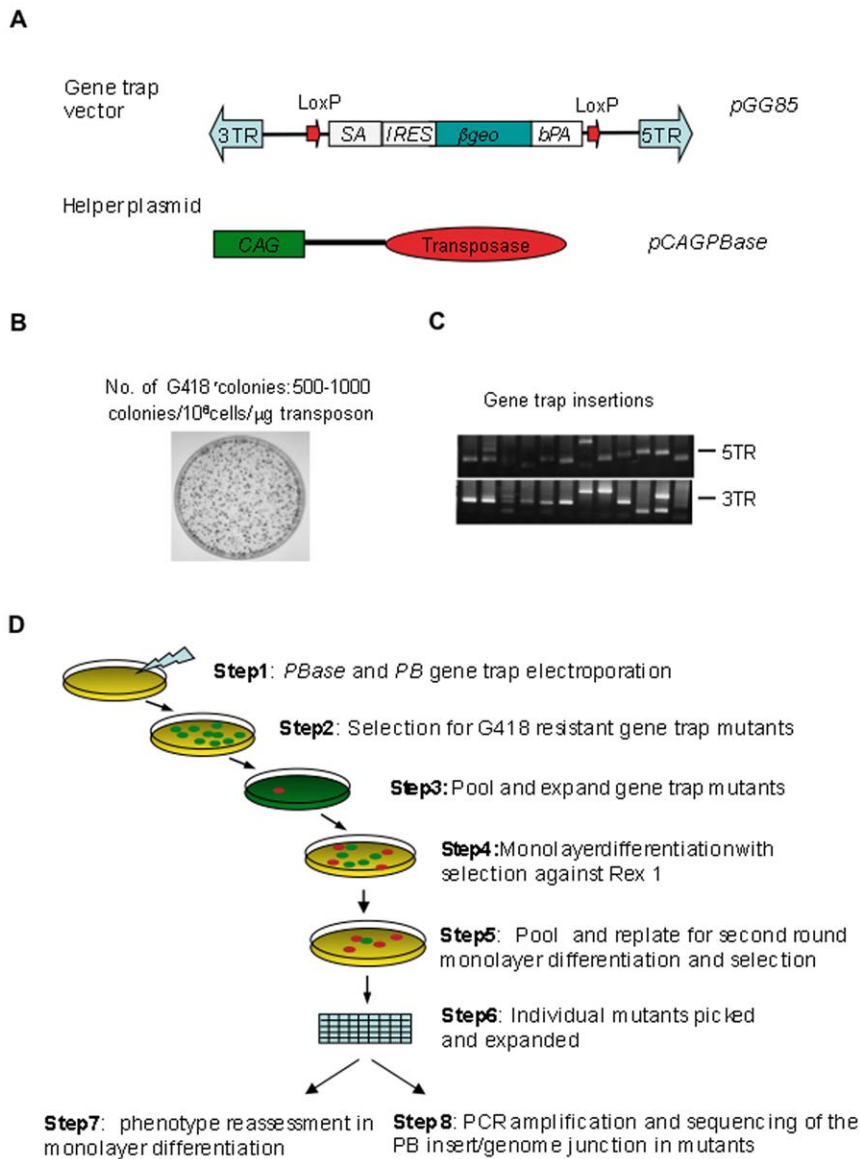 A
Gene trap
vector
LoxP
LoxP
pGG85
3TR
SA
IRES
βgeo
bPA
5TR
Helper plasmid
CAG
Transposase
pCAGPBase
B
No. of G418 r colonies: 500-1000
colonies/10⁶cells/µg transposon
C
Gene trap insertions
5TR
3TR
D
Step1: PBase and PB gene trap electroporation
Step2: Selection for G418 resistant gene trap mutants
Step3: Pool and expand gene trap mutants
Step4: Monolayer differentiation with
selection against Rex 1
Step5: Pool and replate for second round
monolayer differentiation and selection
Step6: Individual mutants picked
and expanded
Step7: phenotype reassessment in
monolayer differentiation
Step 8: PCR amplification and sequencing of the
PB insert/genome junction in mutants